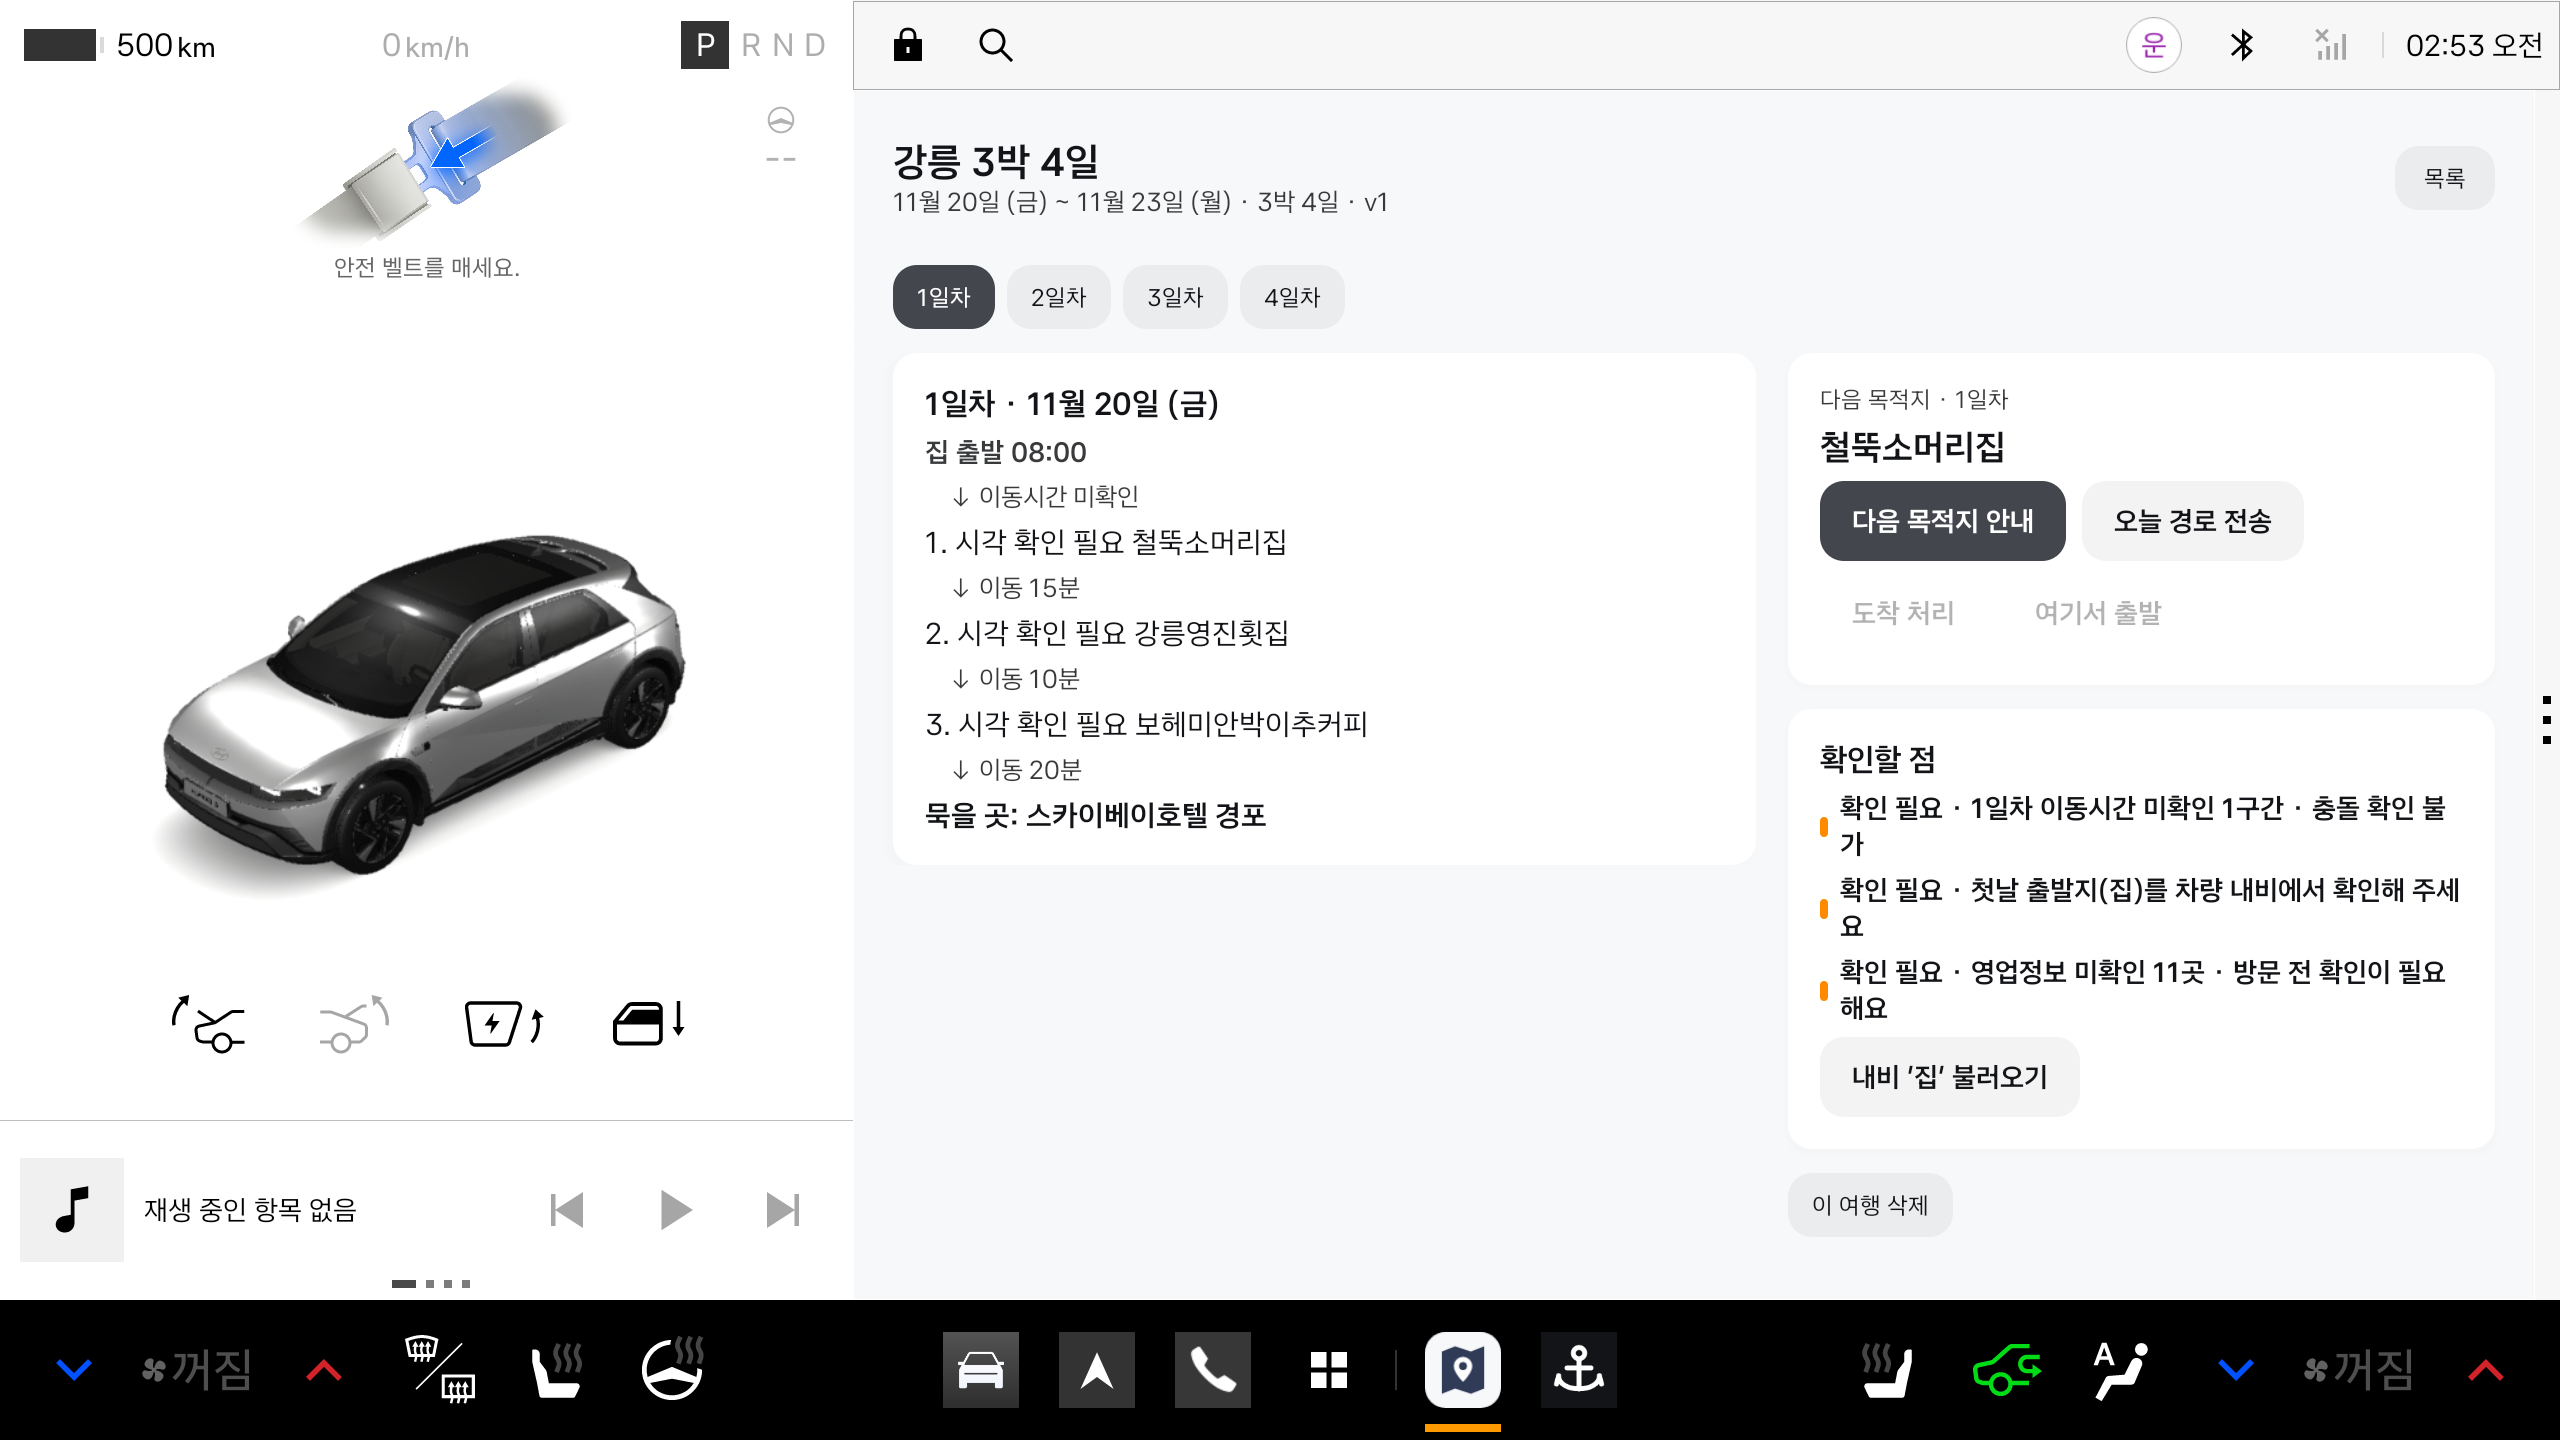 500 km
0 km/h
P R N D
운
02:53 오전
--
안전 벨트를 매세요.
강릉 3박 4일
11월 20일 (금) ~ 11월 23일 (월) · 3박 4일 · v1
목록
1일차
2일차
3일차
4일차
1일차 · 11월 20일 (금)
집 출발 08:00
↓ 이동시간 미확인
1. 시각 확인 필요 철뚝소머리집
↓ 이동 15분
2. 시각 확인 필요 강릉영진횟집
↓ 이동 10분
3. 시각 확인 필요 보헤미안박이추커피
↓ 이동 20분
묵을 곳: 스카이베이호텔 경포
다음 목적지 · 1일차
철뚝소머리집
다음 목적지 안내
오늘 경로 전송
도착 처리
여기서 출발
확인할 점
확인 필요 · 1일차 이동시간 미확인 1구간 · 충돌 확인 불
가
확인 필요 · 첫날 출발지(집)를 차량 내비에서 확인해 주세
요
확인 필요 · 영업정보 미확인 11곳 · 방문 전 확인이 필요
해요
내비 '집' 불러오기
이 여행 삭제
재생 중인 항목 없음
꺼짐
A
꺼짐